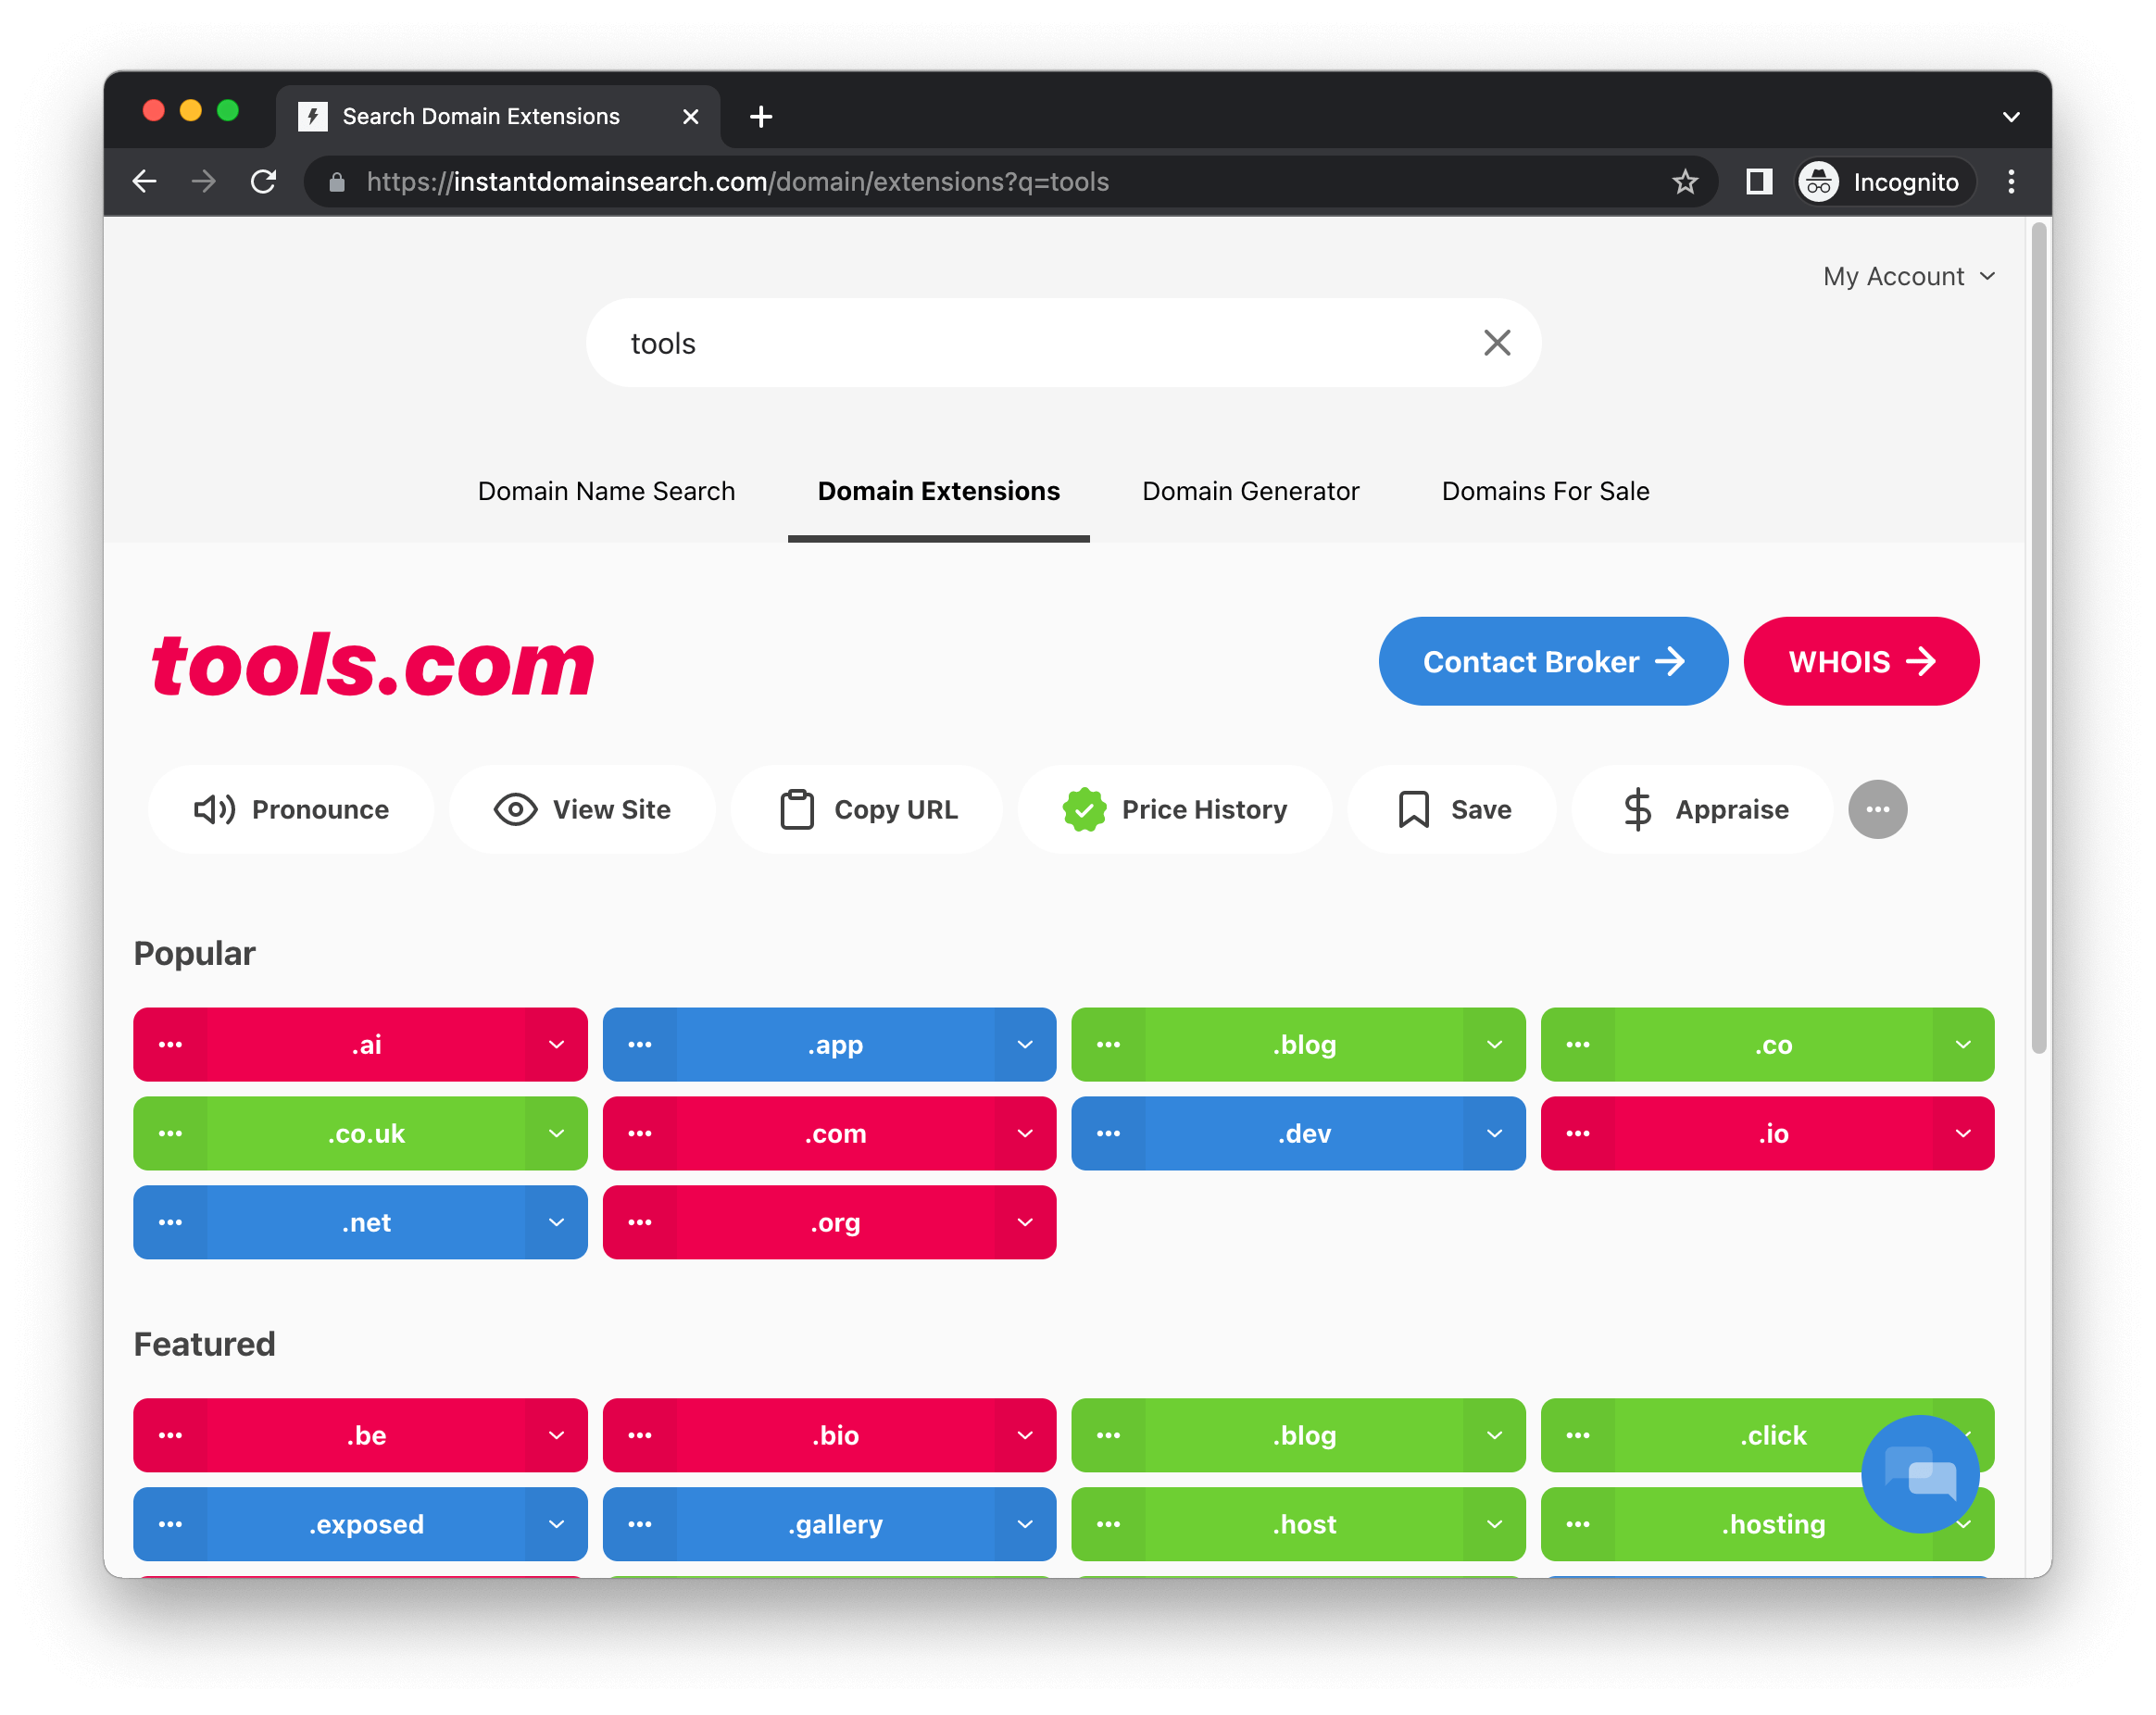 Search Domain Extensions
https://instantdomainsearch.com/domain/extensions?q=tools
Incognito
My Account
tools
Domain Name Search Domain Extensions Domain Generator Domains For Sale
tools.com Contact Broker WHOIS
Pronounce View Site Copy URL Price History Save Appraise
Popular
.ai .app .blog .co
.co.uk .com .dev .io
.net .org
Featured
.be .bio .blog .click
.exposed .gallery .host .hosting